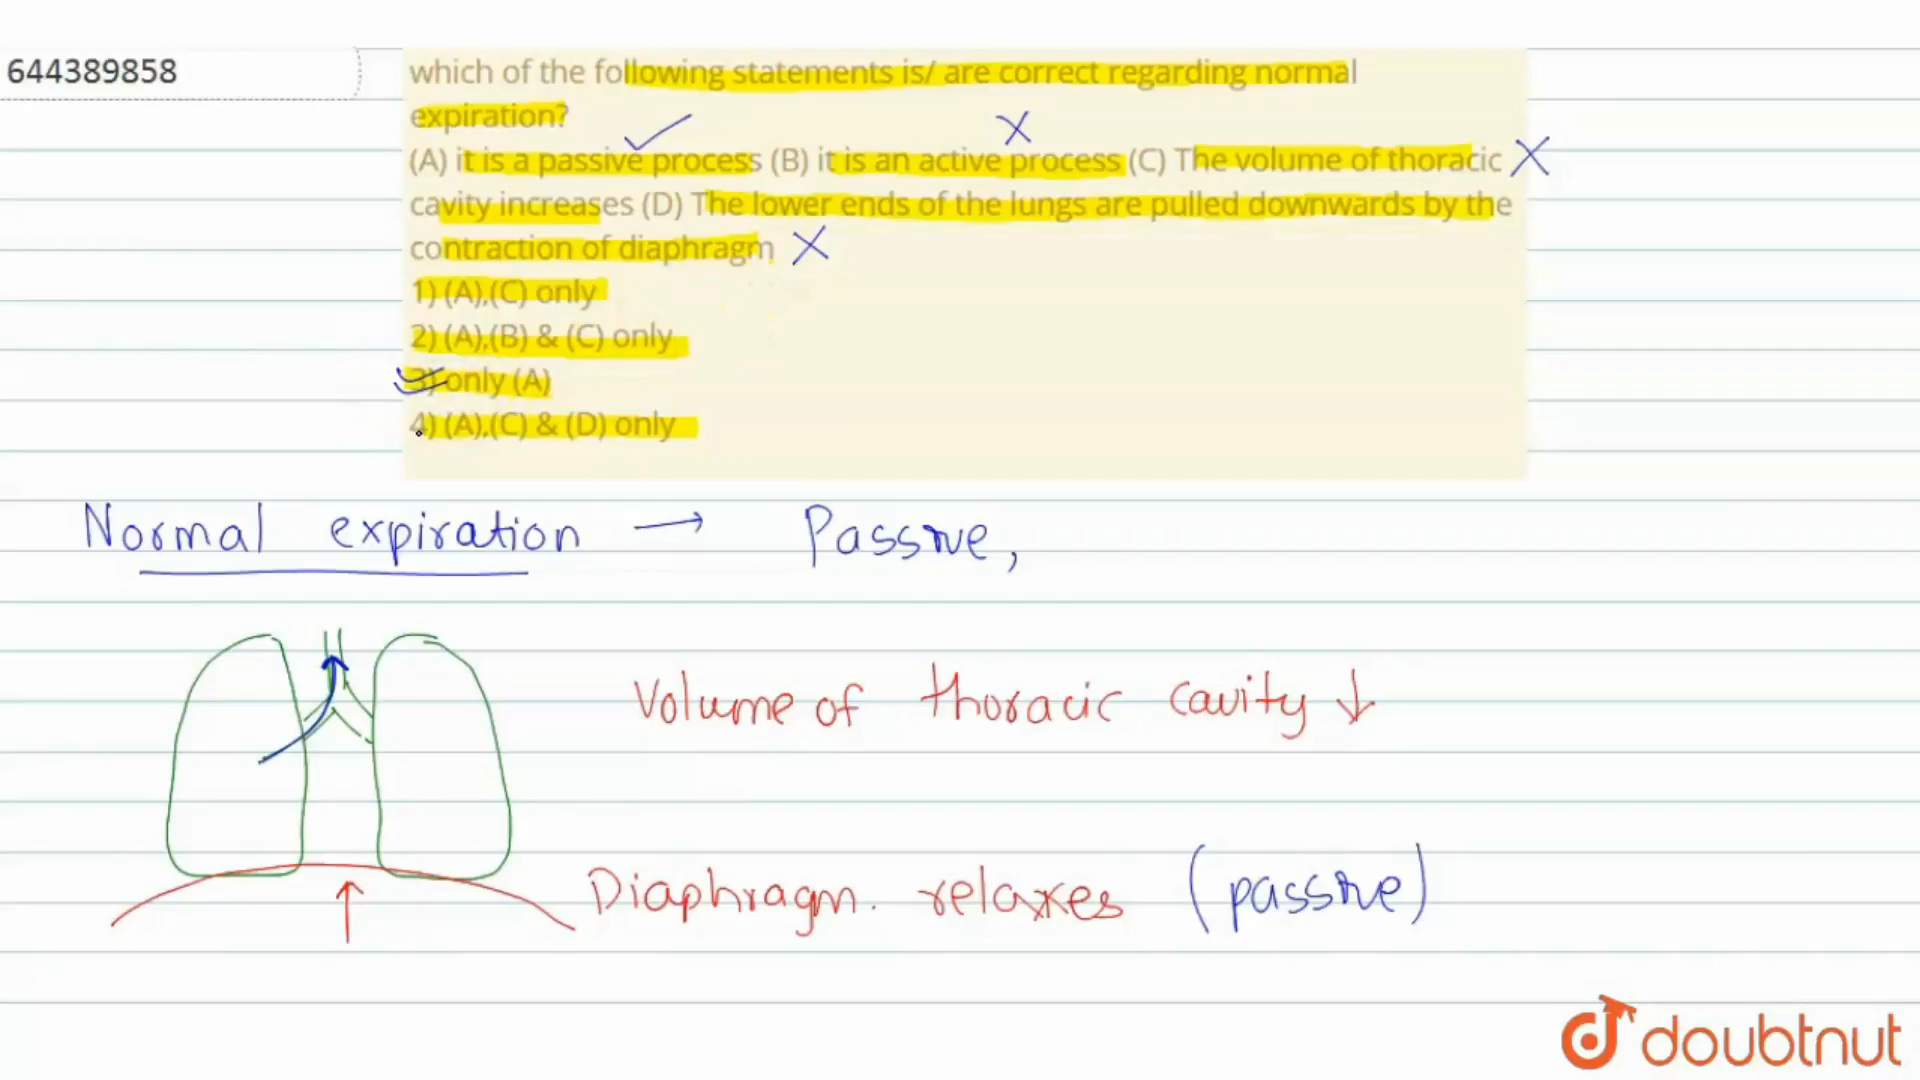 644389858
which of the following statements is/ are correct regarding normal
expiration?
(A) it is a passive process (B) it is an active process (C) The volume of thoracic
cavity increases (D) The lower ends of the lungs are pulled downwards by the
contraction of diaphragm
1) (A),(C) only
2) (A),(B) & (C) only
3) only (A)
4) (A),(C) & (D) only
Normal expiration → Passive,
Volume of thoracic cavity ↓
Diaphragm. relaxes (passive)
doubtnut